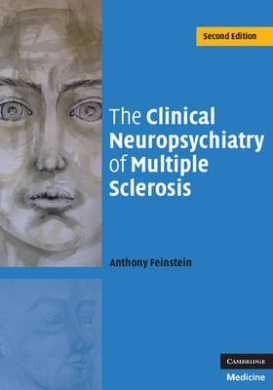 Second Edition
The Clinical
Neuropsychiatry
of Multiple
Sclerosis
Anthony Feinstein
CAMBRIDGE
Medicine